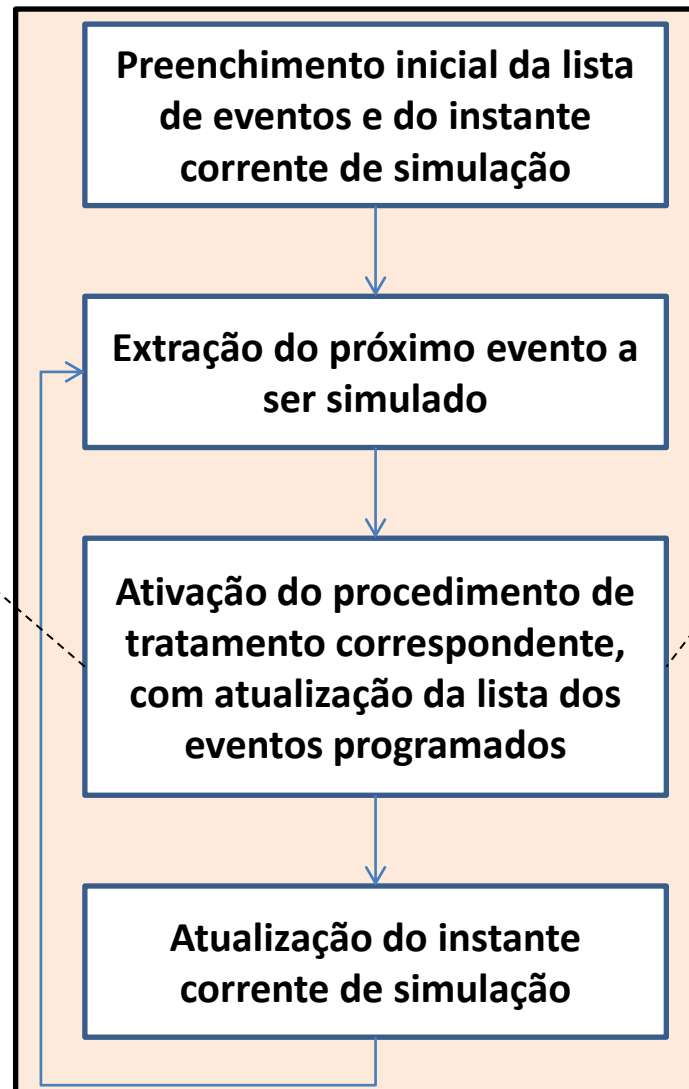 Preenchimento inicial da lista
de eventos e do instante
corrente de simulação
Extração do próximo evento a
ser simulado
Ativação do procedimento de
tratamento correspondente,
com atualização da lista dos
eventos programados
Atualização do instante
corrente de simulação